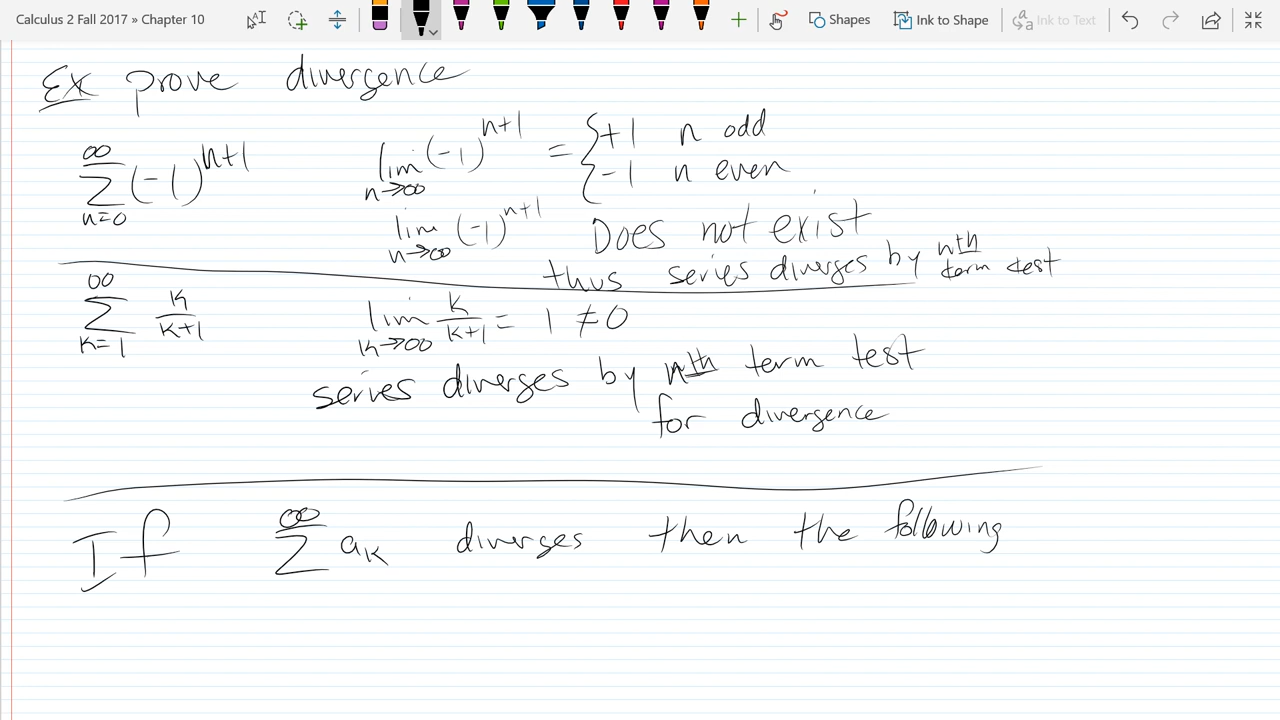 Calculus 2 Fall 2017 » Chapter 10
Shapes
Ink to Shape
Ink to Text
Ex prove divergence
∞
∑ (-1)^{n+1}
n=0
lim (-1)^{n+1} = { +1 n odd
n→∞ -1 n even
lim (-1)^{n+1} Does not exist
n→∞
thus series diverges by nth term test
∞
∑ k/(k+1)
k=1
lim k/(k+1) = 1 ≠ 0
k→∞
series diverges by nth term test
for divergence
If ∑^∞ a_k diverges then the following